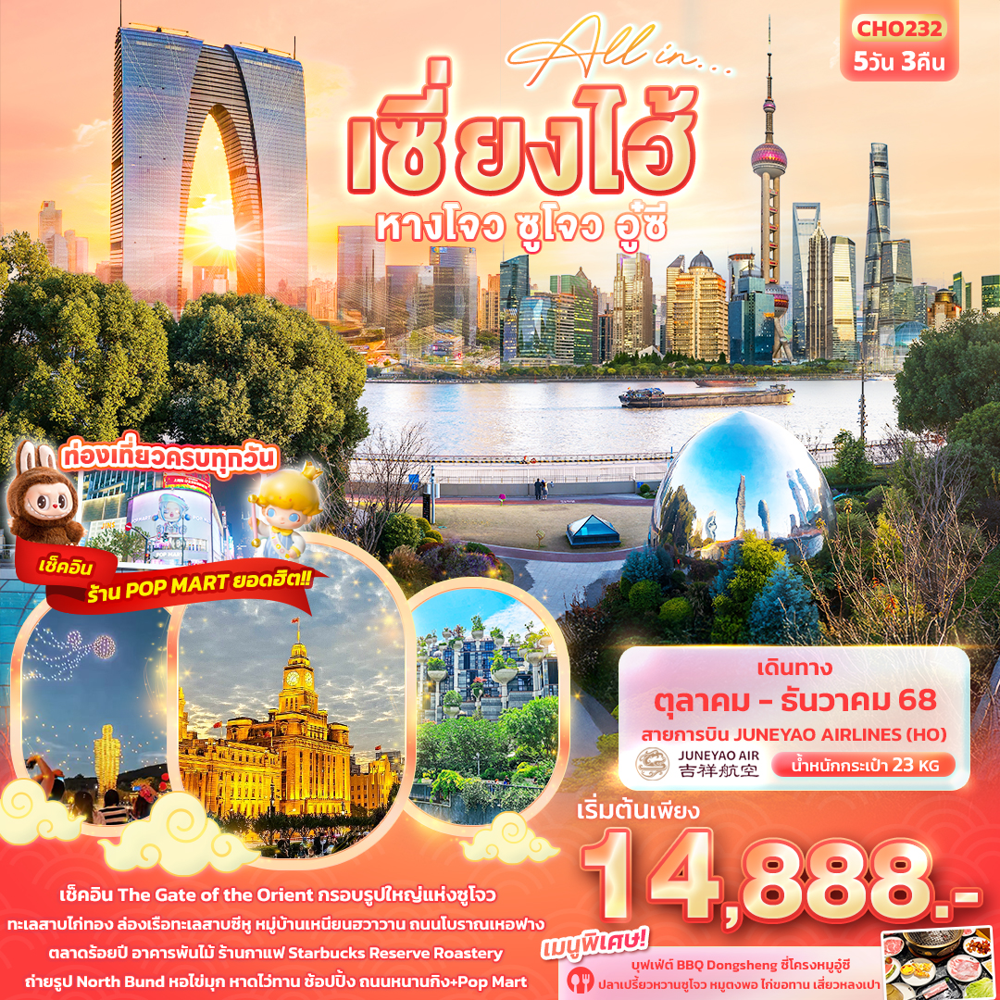 All in...
CHO232
5วัน 3คืน
เซี่ยงไฮ้
หางโจว ซูโจว อู๋ซี
ท่องเที่ยวครบทุกวัน
POP MART
เช็คอิน
ร้าน POP MART ยอดฮิต!!
เดินทาง
ตุลาคม - ธันวาคม 68
สายการบิน JUNEYAO AIRLINES (HO)
JUNEYAO AIR
吉祥航空
น้ำหนักกระเป๋า 23 KG
เริ่มต้นเพียง
14,888.-
เช็คอิน The Gate of the Orient กรอบรูปใหญ่แห่งซูโจว
ทะเลสาบไก่ทอง ล่องเรือทะเลสาบซีหู หมู่บ้านเหนียนฮวาวาน ถนนโบราณเหอฟาง
ตลาดร้อยปี อาคารพันไม้ ร้านกาแฟ Starbucks Reserve Roastery
ถ่ายรูป North Bund หอไข่มุก หาดไว่ทาน ช้อปปิ้ง ถนนหนานกิง+Pop Mart
เมนูพิเศษ!
บุฟเฟ่ต์ BBQ Dongsheng ซี่โครงหมูอู๋ซี
ปลาเปรี้ยวหวานซูโจว หมูตงพอ ไก่ขอทาน เสี่ยวหลงเปา